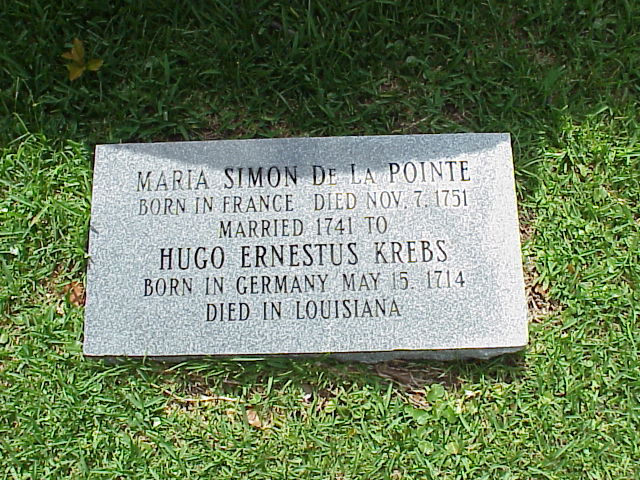 MARIA SIMON De La POINTE
BORN IN FRANCE DIED NOV. 7. 1751
MARRIED 1741 TO
HUGO ERNESTUS KREBS
BORN IN GERMANY MAY 15. 1714
DIED IN LOUISIANA